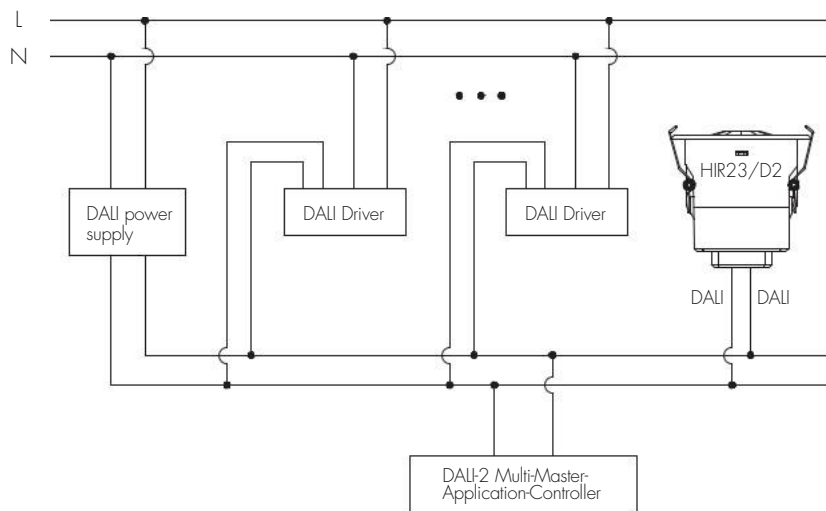 L
N
HIR23/D2
DALI power
supply
DALI Driver
DALI Driver
DALI
DALI
DALI-2 Multi-Master-
Application-Controller